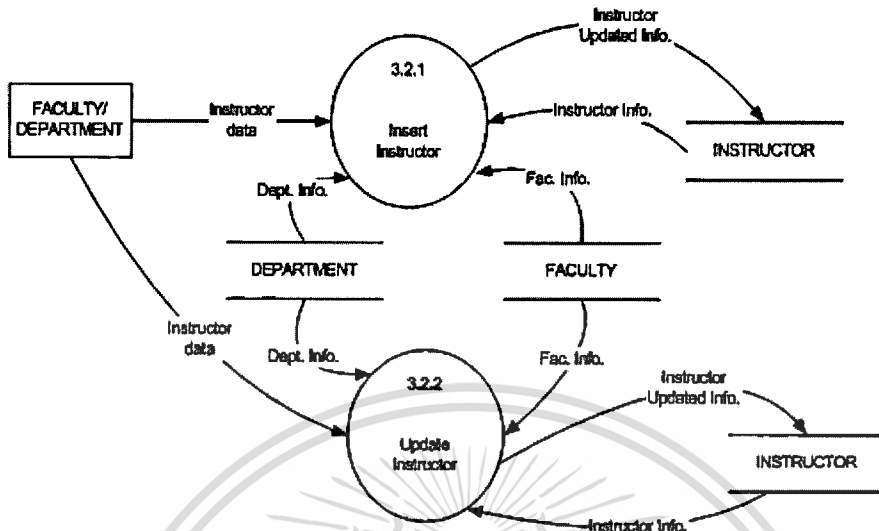 Instructor
Updated Info.
3.2.1
FACULTY/
DEPARTMENT
Instructor
data
Insert
Instructor
Instructor Info.
INSTRUCTOR
Dept. Info.
Fac. Info.
DEPARTMENT
FACULTY
Instructor
data
Dept. Info.
Fac. Info.
3.2.2
Instructor
Updated Info.
Update
Instructor
INSTRUCTOR
Instructor Info.